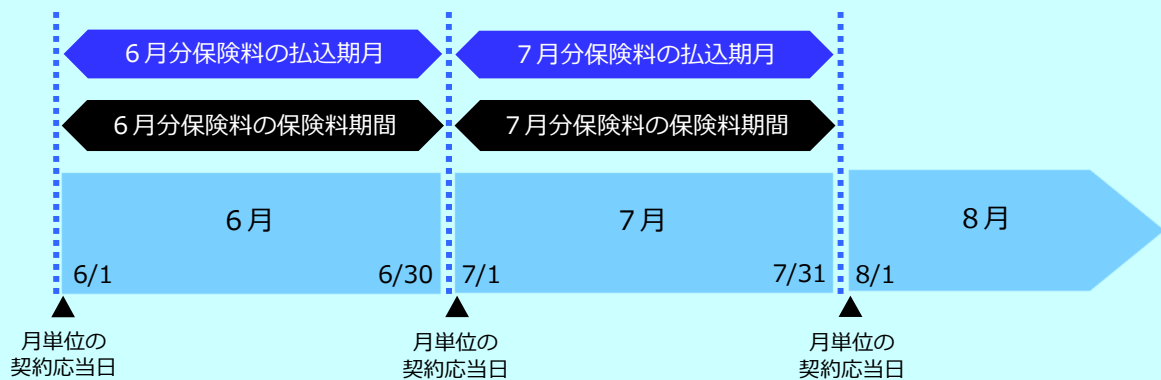 6月分保険料の払込期月
7月分保険料の払込期月
6月分保険料の保険料期間
7月分保険料の保険料期間
6月
7月
8月
6/1
6/30
7/1
7/31
8/1
▲
▲
▲
月単位の
契約応当日
月単位の
契約応当日
月単位の
契約応当日